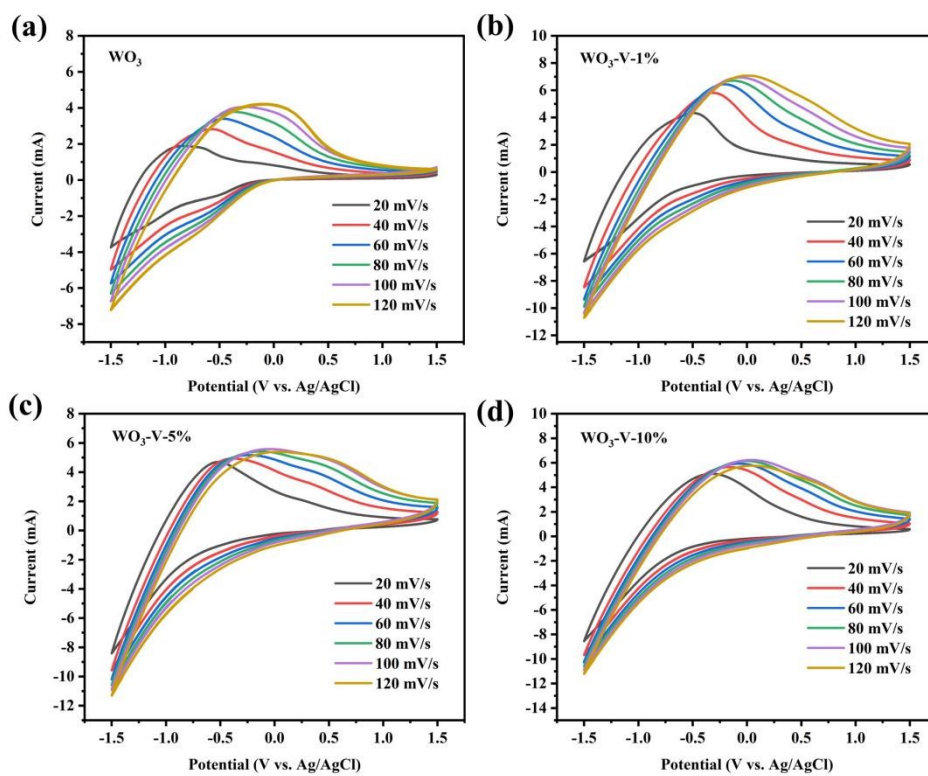 (a)
WO₃
8
6
4
2
0
-2
-4
-6
-8
Current (mA)
20 mV/s
40 mV/s
60 mV/s
80 mV/s
100 mV/s
120 mV/s
-1.5 -1.0 -0.5 0.0 0.5 1.0 1.5
Potential (V vs. Ag/AgCl)
(b)
WO₃-V-1%
10
8
6
4
2
0
-2
-4
-6
-8
-10
-12
Current (mA)
20 mV/s
40 mV/s
60 mV/s
80 mV/s
100 mV/s
120 mV/s
-1.5 -1.0 -0.5 0.0 0.5 1.0 1.5
Potential (V vs. Ag/AgCl)
(c)
WO₃-V-5%
8
6
4
2
0
-2
-4
-6
-8
-10
-12
Current (mA)
20 mV/s
40 mV/s
60 mV/s
80 mV/s
100 mV/s
120 mV/s
-1.5 -1.0 -0.5 0.0 0.5 1.0 1.5
Potential (V vs. Ag/AgCl)
(d)
WO₃-V-10%
10
8
6
4
2
0
-2
-4
-6
-8
-10
-12
-14
Current (mA)
20 mV/s
40 mV/s
60 mV/s
80 mV/s
100 mV/s
120 mV/s
-1.5 -1.0 -0.5 0.0 0.5 1.0 1.5
Potential (V vs. Ag/AgCl)